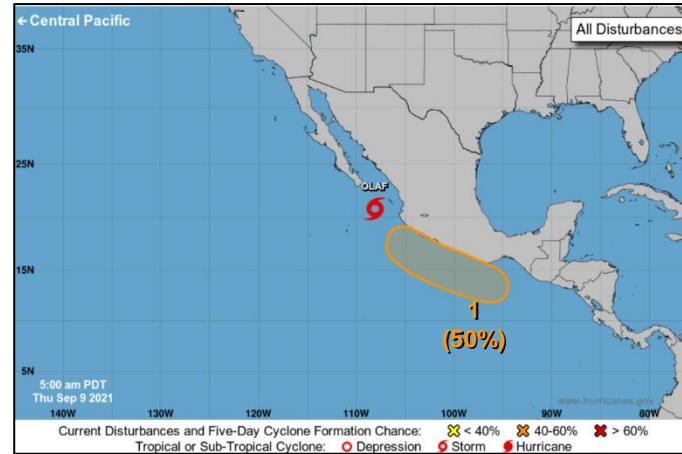 ← Central Pacific
All Disturbances
35N
25N
OLAF
15N
1
(50%)
5N
5:00 am PDT
Thu Sep 9 2021
www.hurricanes.gov
140W 130W 120W 110W 100W 90W 80W
Current Disturbances and Five-Day Cyclone Formation Chance: < 40% 40-60% > 60%
Tropical or Sub-Tropical Cyclone: Depression Storm Hurricane